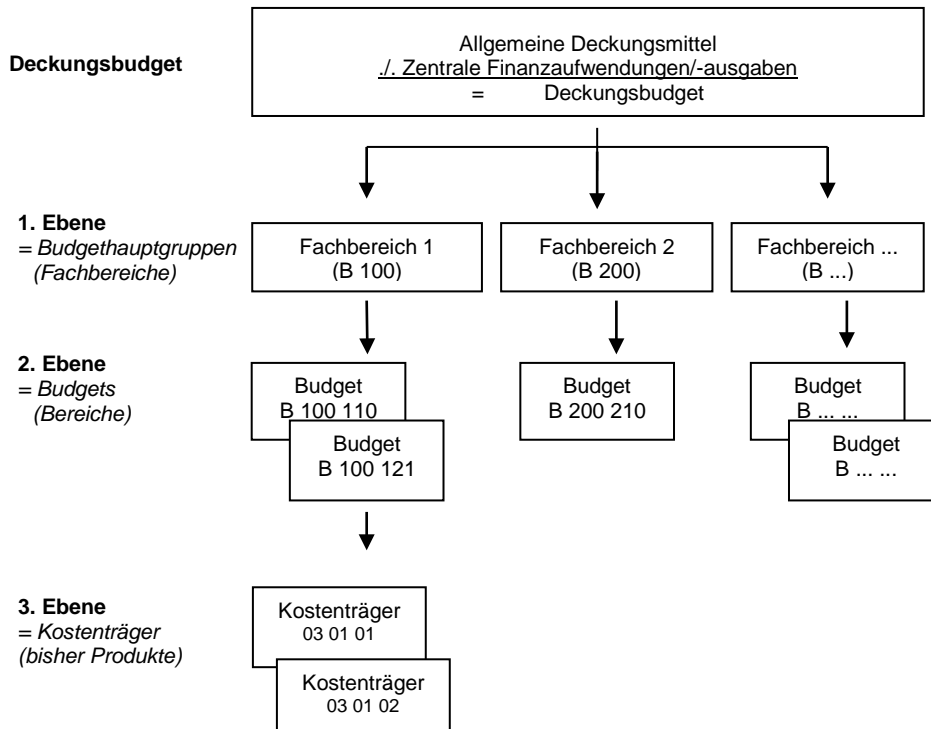 Deckungsbudget
Allgemeine Deckungsmittel
./. Zentrale Finanzaufwendungen/-ausgaben
= Deckungsbudget
1. Ebene
= Budgethauptgruppen
(Fachbereiche)
Fachbereich 1
(B 100)
Fachbereich 2
(B 200)
Fachbereich ...
(B ...)
2. Ebene
= Budgets
(Bereiche)
Budget
B 100 110
Budget
B 100 121
Budget
B 200 210
Budget
B ... ...
Budget
B ... ...
3. Ebene
= Kostenträger
(bisher Produkte)
Kostenträger
03 01 01
Kostenträger
03 01 02